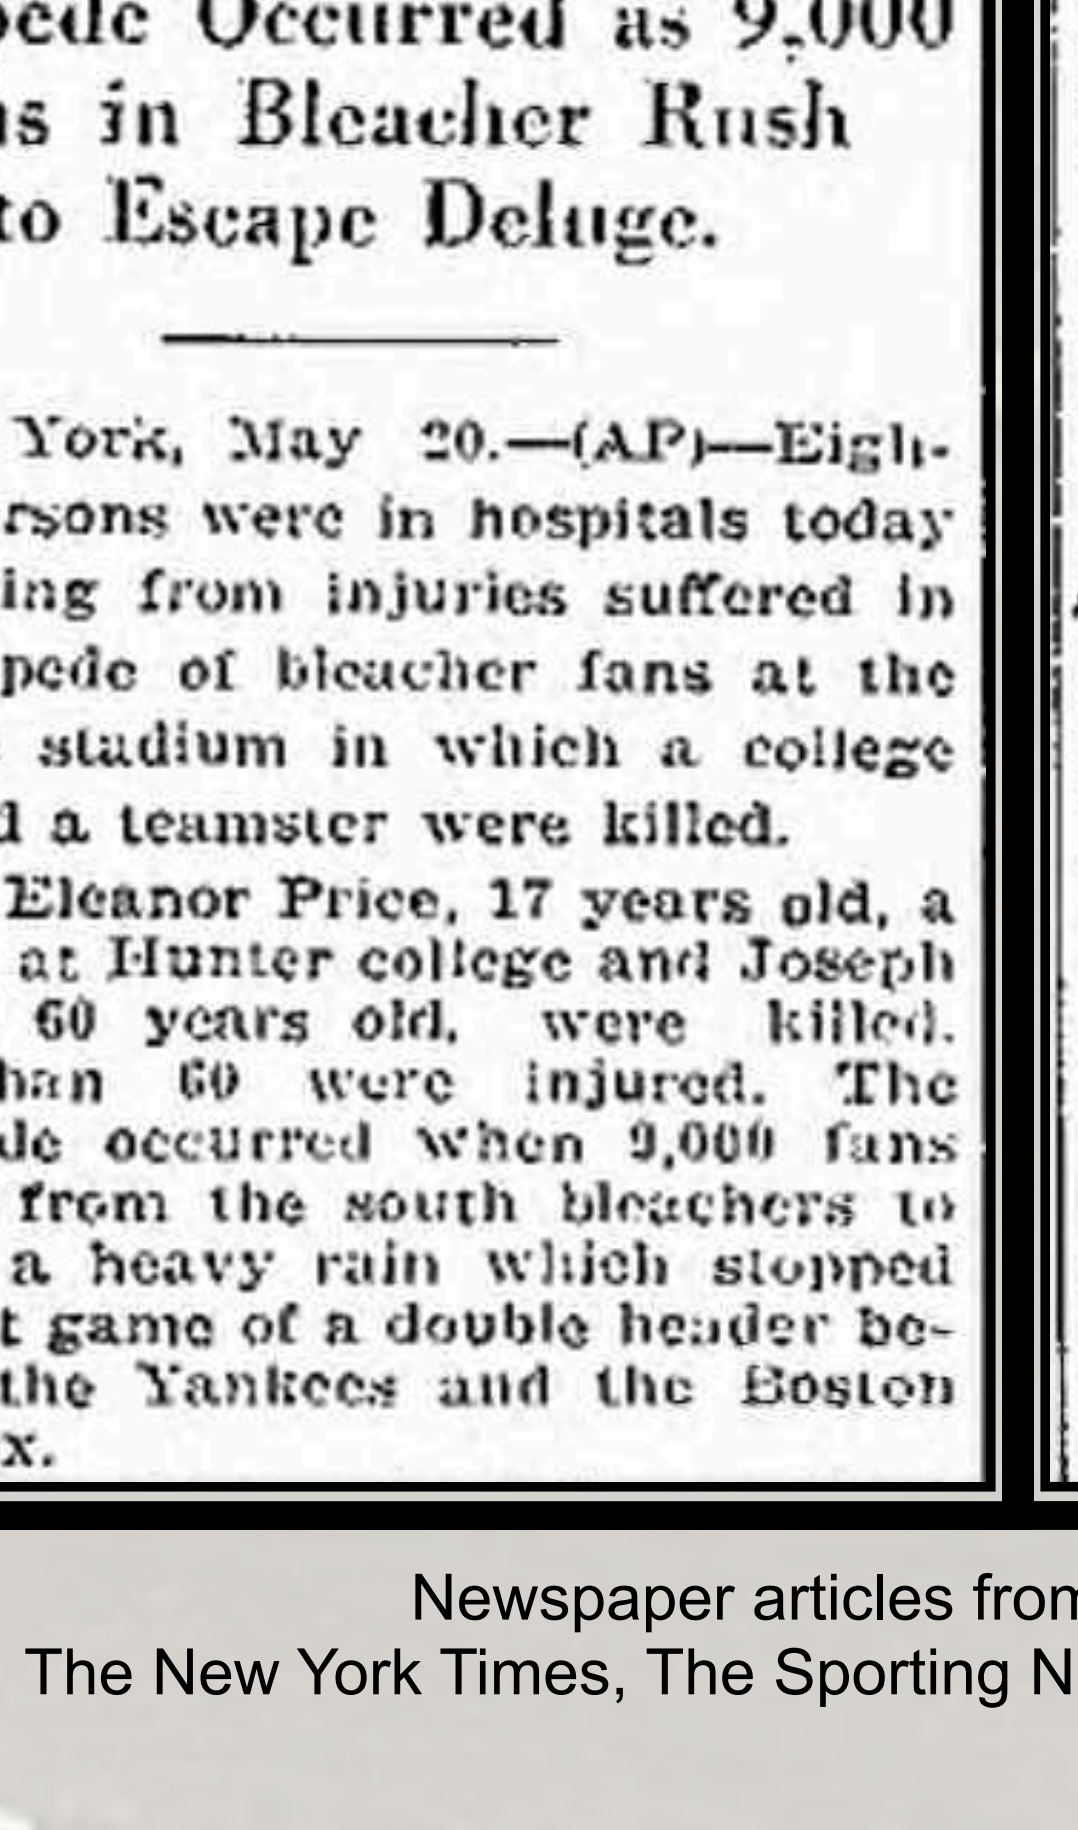 pede Occurred as 9,000
ns in Bleacher Rush
to Escape Deluge.
York, May 20.—(AP)—Eigh-
rsons were in hospitals today
ing from injuries suffered in
pede of bleacher fans at the
stadium in which a college
d a teamster were killed.
Eleanor Price, 17 years old, a
at Hunter college and Joseph
60 years old, were killed.
han 60 were injured. The
de occurred when 9,000 fans
from the south bleachers to
a heavy rain which stopped
t game of a double header be-
the Yankees and the Boston
x.
Newspaper articles from
The New York Times, The Sporting N